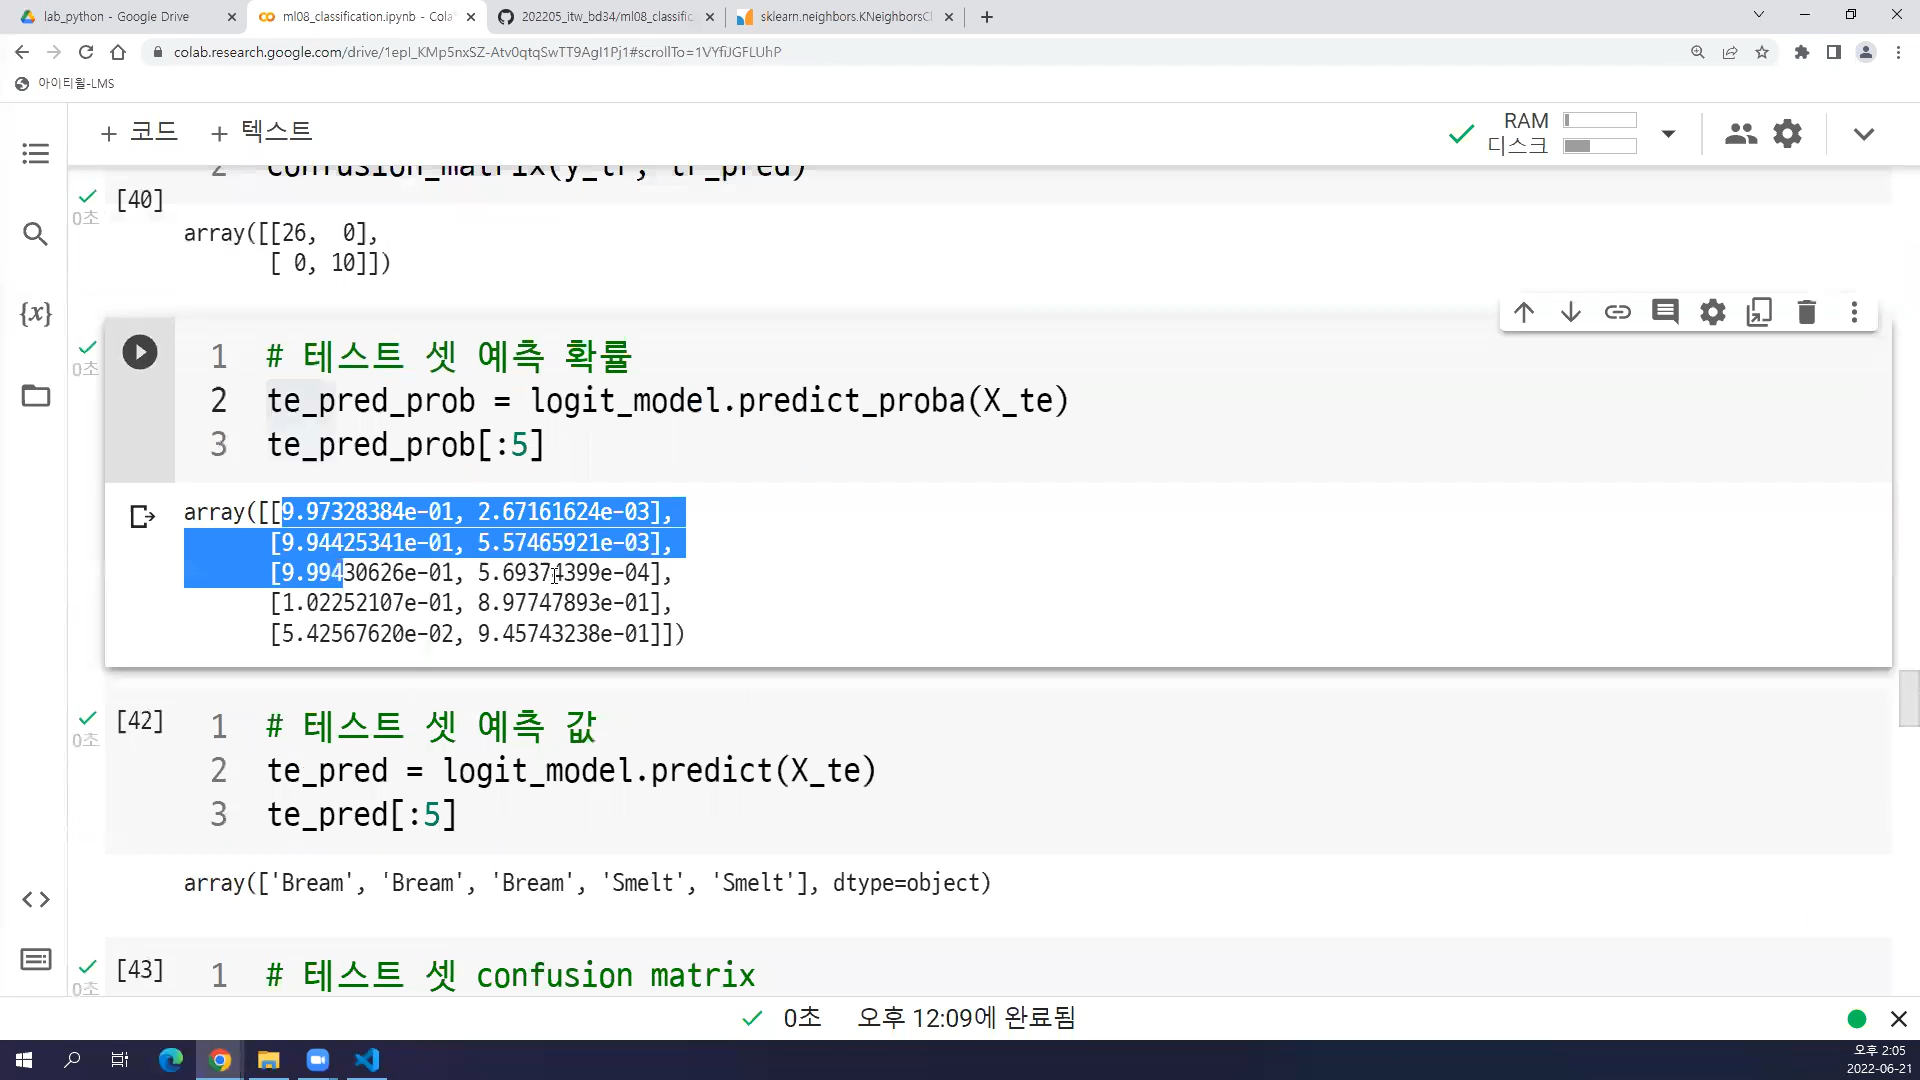 lab_python - Google Drive
ml08_classification.ipynb - Cola
202205_itw_bd34/ml08_classific
sklearn.neighbors.KNeighborsCl
colab.research.google.com/drive/1epI_KMp5nxSZ-Atv0qtqSwTT9AgI1Pj1#scrollTo=1VYfiJGFLUhP
아이티윌-LMS
+ 코드 + 텍스트
RAM
디스크
2 confusion_matrix(y_tr, tr_pred)
[40]
0초
array([[26, 0],
[ 0, 10]])
{x}
0초
1 # 테스트 셋 예측 확률
2 te_pred_prob = logit_model.predict_proba(X_te)
3 te_pred_prob[:5]
array([[9.97328384e-01, 2.67161624e-03],
[9.94425341e-01, 5.57465921e-03],
[9.99430626e-01, 5.69374399e-04],
[1.02252107e-01, 8.97747893e-01],
[5.42567620e-02, 9.45743238e-01]])
[42]
0초
1 # 테스트 셋 예측 값
2 te_pred = logit_model.predict(X_te)
3 te_pred[:5]
array(['Bream', 'Bream', 'Bream', 'Smelt', 'Smelt'], dtype=object)
[43]
0초
1 # 테스트 셋 confusion matrix
0초 오후 12:09에 완료됨
오후 2:05
2022-06-21